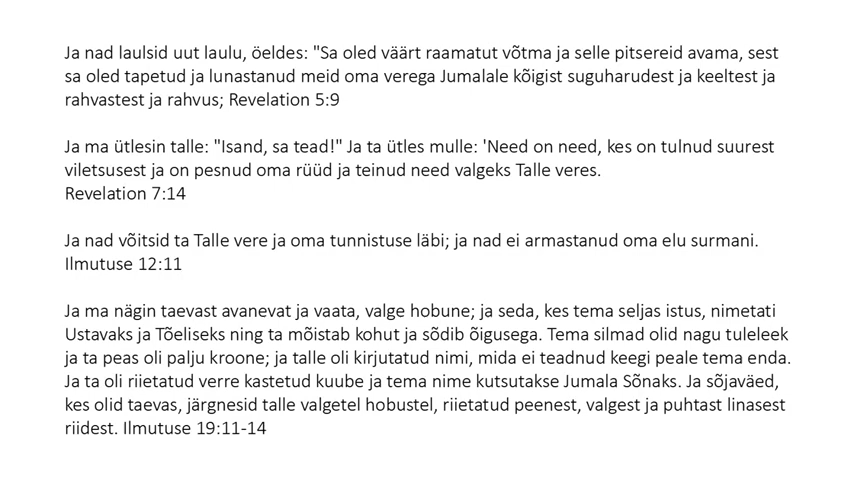 Ja nad laulsid uut laulu, öeldes: "Sa oled väärt raamatut võtma ja selle pitsereid avama, sest
sa oled tapetud ja lunastanud meid oma verega Jumalale kõigist suguharudest ja keeltest ja
rahvastest ja rahvus; Revelation 5:9
Ja ma ütlesin talle: "Isand, sa tead!" Ja ta ütles mulle: 'Need on need, kes on tulnud suurest
viletsusest ja on pesnud oma rüüd ja teinud need valgeks Talle veres.
Revelation 7:14
Ja nad võitsid ta Talle vere ja oma tunnistuse läbi; ja nad ei armastanud oma elu surmani.
Ilmutuse 12:11
Ja ma nägin taevast avanevat ja vaata, valge hobune; ja seda, kes tema seljas istus, nimetati
Ustavaks ja Tõeliseks ning ta mõistab kohut ja sõdib õigusega. Tema silmad olid nagu tuleleek
ja ta peas oli palju kroone; ja talle oli kirjutatud nimi, mida ei teadnud keegi peale tema enda.
Ja ta oli riietatud verre kastetud kuube ja tema nime kutsutakse Jumala Sõnaks. Ja sõjaväed,
kes olid taevas, järgnesid talle valgetel hobustel, riietatud peenest, valgest ja puhtast linasest
riidest. Ilmutuse 19:11-14